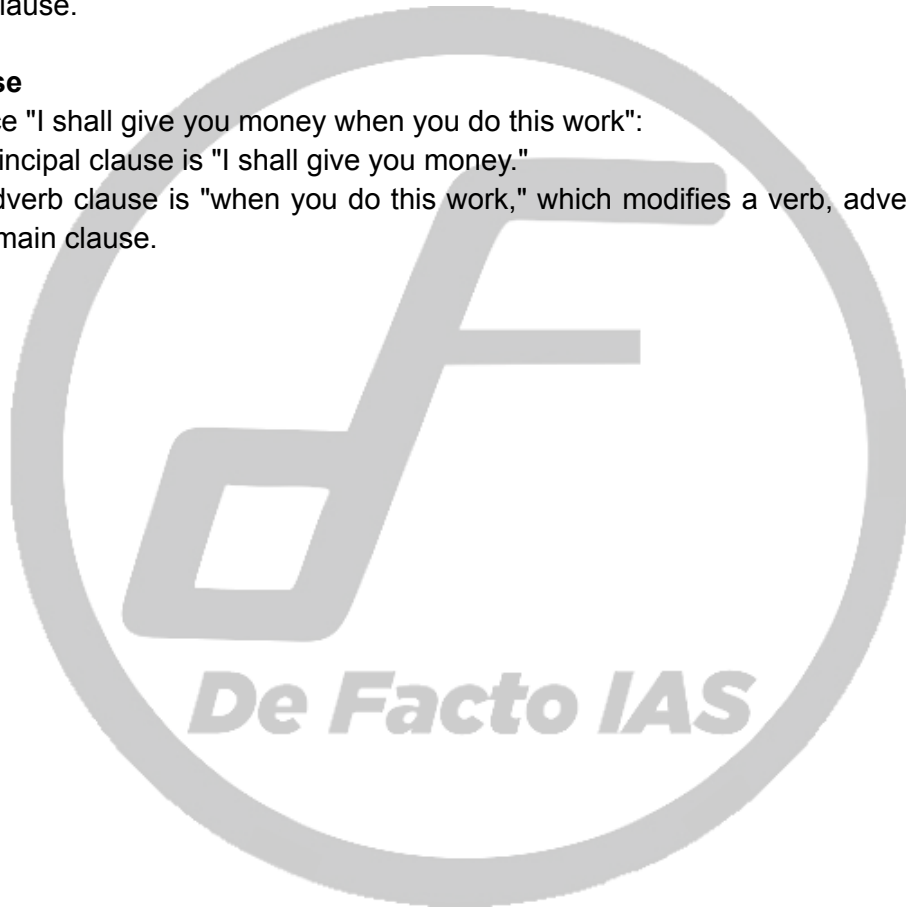 clause.
se
ce "I shall give you money when you do this work":
incipal clause is "I shall give you money."
dverb clause is "when you do this work," which modifies a verb, adve
main clause.
De Facto IAS